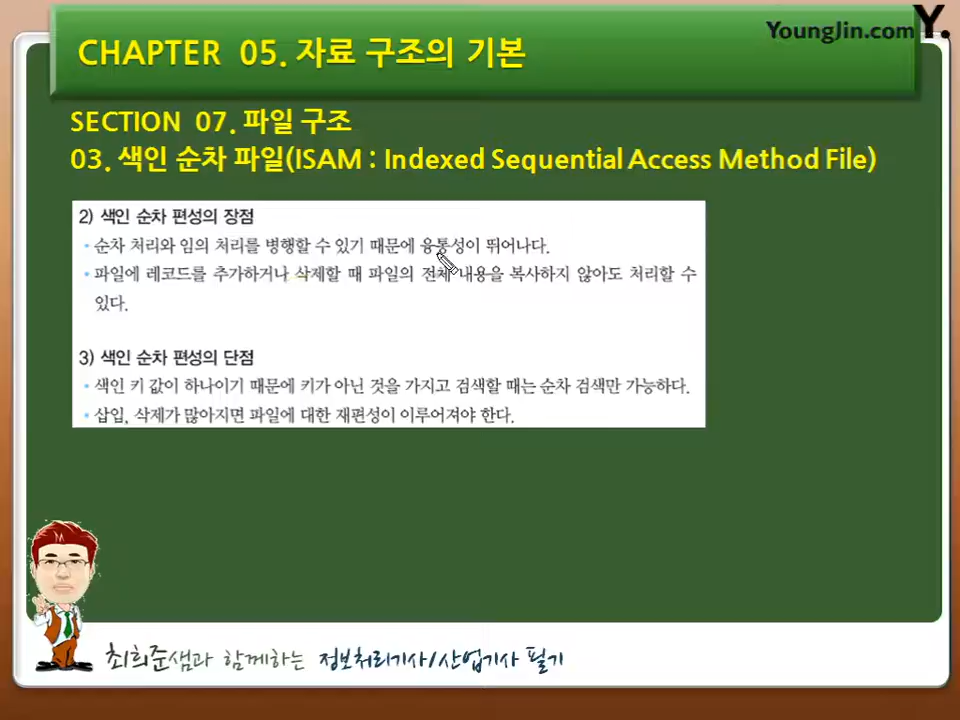 YoungJin.com Y.
CHAPTER 05. 자료 구조의 기본
SECTION 07. 파일 구조
03. 색인 순차 파일(ISAM : Indexed Sequential Access Method File)
2) 색인 순차 편성의 장점
• 순차 처리와 임의 처리를 병행할 수 있기 때문에 융통성이 뛰어나다.
• 파일에 레코드를 추가하거나 삭제할 때 파일의 전체 내용을 복사하지 않아도 처리할 수
있다.
3) 색인 순차 편성의 단점
• 색인 키 값이 하나이기 때문에 키가 아닌 것을 가지고 검색할 때는 순차 검색만 가능하다.
• 삽입, 삭제가 많아지면 파일에 대한 재편성이 이루어져야 한다.
최희준샘과 함께하는 정보처리기사/산업기사 필기